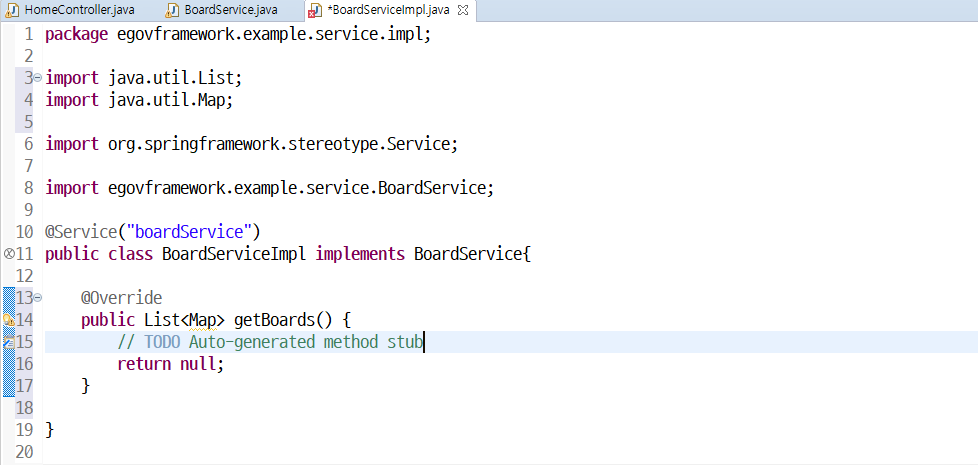 HomeController.java BoardService.java *BoardServiceImpl.java
1 package egovframework.example.service.impl;
2
3 import java.util.List;
4 import java.util.Map;
5
6 import org.springframework.stereotype.Service;
7
8 import egovframework.example.service.BoardService;
9
10 @Service("boardService")
11 public class BoardServiceImpl implements BoardService{
12
13     @Override
14     public List<Map> getBoards() {
15         // TODO Auto-generated method stub
16         return null;
17     }
18
19 }
20